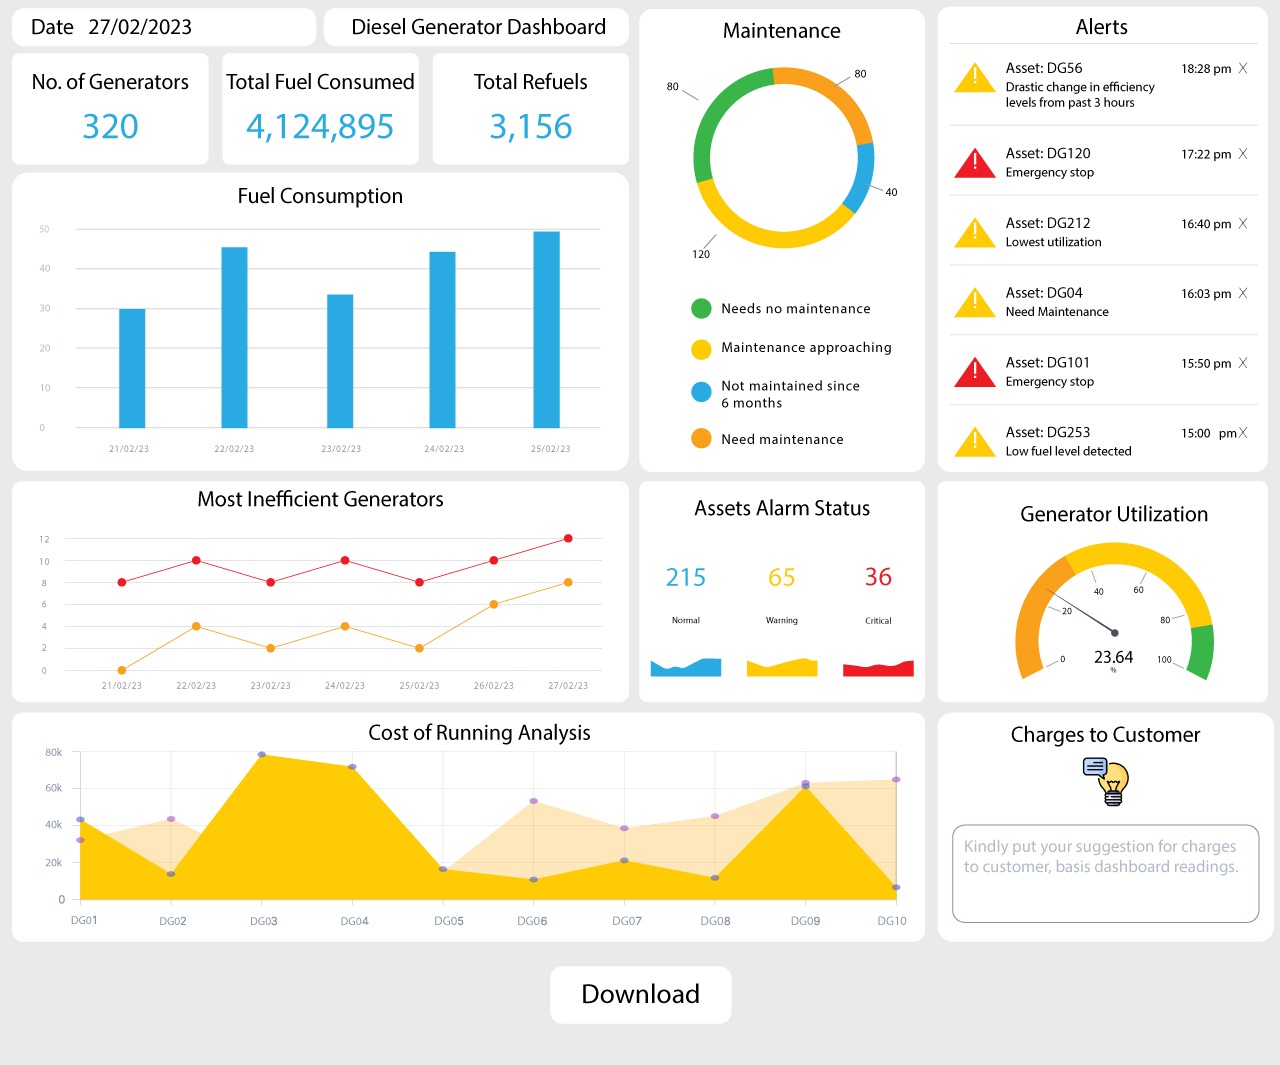 Date 27/02/2023
Diesel Generator Dashboard
No. of Generators
320
Total Fuel Consumed
4,124,895
Total Refuels
3,156
Fuel Consumption
50
40
30
20
10
0
21/02/23 22/02/23 23/02/23 24/02/23 25/02/23
Maintenance
80
80
40
120
Needs no maintenance
Maintenance approaching
Not maintained since
6 months
Need maintenance
Alerts
Asset: DG56 18:28 pm X
Drastic change in efficiency
levels from past 3 hours
Asset: DG120 17:22 pm X
Emergency stop
Asset: DG212 16:40 pm X
Lowest utilization
Asset: DG04 16:03 pm X
Need Maintenance
Asset: DG101 15:50 pm X
Emergency stop
Asset: DG253 15:00 pm X
Low fuel level detected
Most Inefficient Generators
12
10
8
6
4
2
0
21/02/23 22/02/23 23/02/23 24/02/23 25/02/23 26/02/23 27/02/23
Assets Alarm Status
215 65 36
Normal Warning Critical
Generator Utilization
0
20
40
60
80
100
23.64
%
Cost of Running Analysis
80k
60k
40k
20k
0
DG01 DG02 DG03 DG04 DG05 DG06 DG07 DG08 DG09 DG10
Charges to Customer
Kindly put your suggestion for charges
to customer, basis dashboard readings.
Download